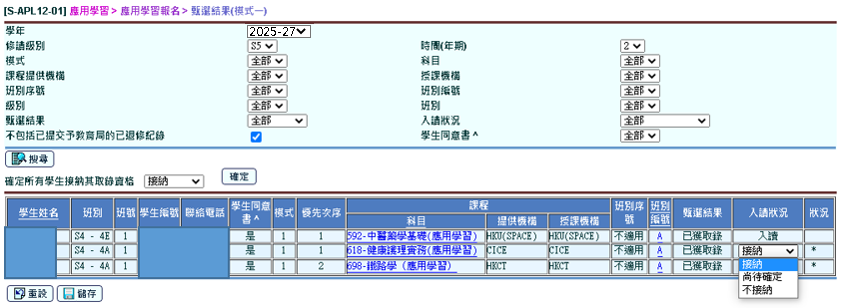 [S-APL12-01] 應用學習> 應用學習報名> 甄選結果(模式一)
學年 2025-27
修讀級別 S5 時間(年期) 2
模式 全部 科目 全部
課程提供機構 全部 授課機構 全部
班別序號 全部 班別編號 全部
級別 全部 班別 全部
甄選結果 全部 入讀狀況 全部
不包括已提交予教育局的已退修紀錄 學生同意書 ^ 全部
搜尋
確定所有學生接納其取錄資格 接納 確定
學生姓名 班別 班號 學生編號 聯絡電話 學生同意書 ^ 模式 優先次序 課程 班別序號 班別編號 甄選結果 入讀狀況 狀況
科目 提供機構 授課機構
S4 - 4E 1 是 1 1 592-中醫藥學基礎(應用學習) HKU(SPACE) HKU(SPACE) 不適用 A 已獲取錄 入讀
S4 - 4A 1 是 1 1 618-健康護理實務(應用學習) CICE CICE 不適用 A 已獲取錄 接納 *
S4 - 4A 1 是 1 2 698-鐵路學（應用學習） HKCT HKCT 不適用 A 已獲取錄 *
接納
尚待確定
不接納
重設 儲存